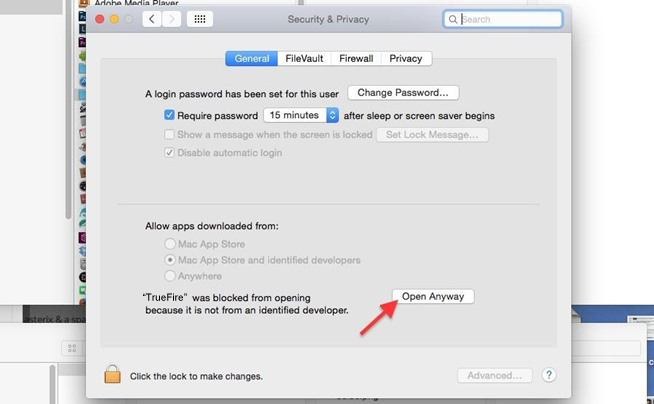 Adobe Media Player
Security & Privacy
Search
General FileVault Firewall Privacy
A login password has been set for this user Change Password...
Require password 15 minutes after sleep or screen saver begins
Show a message when the screen is locked Set Lock Message...
Disable automatic login
Allow apps downloaded from:
Mac App Store
Mac App Store and identified developers
Anywhere
“TrueFire” was blocked from opening Open Anyway
because it is not from an identified developer.
asterix & a spa
Click the lock to make changes. Advanced... ?